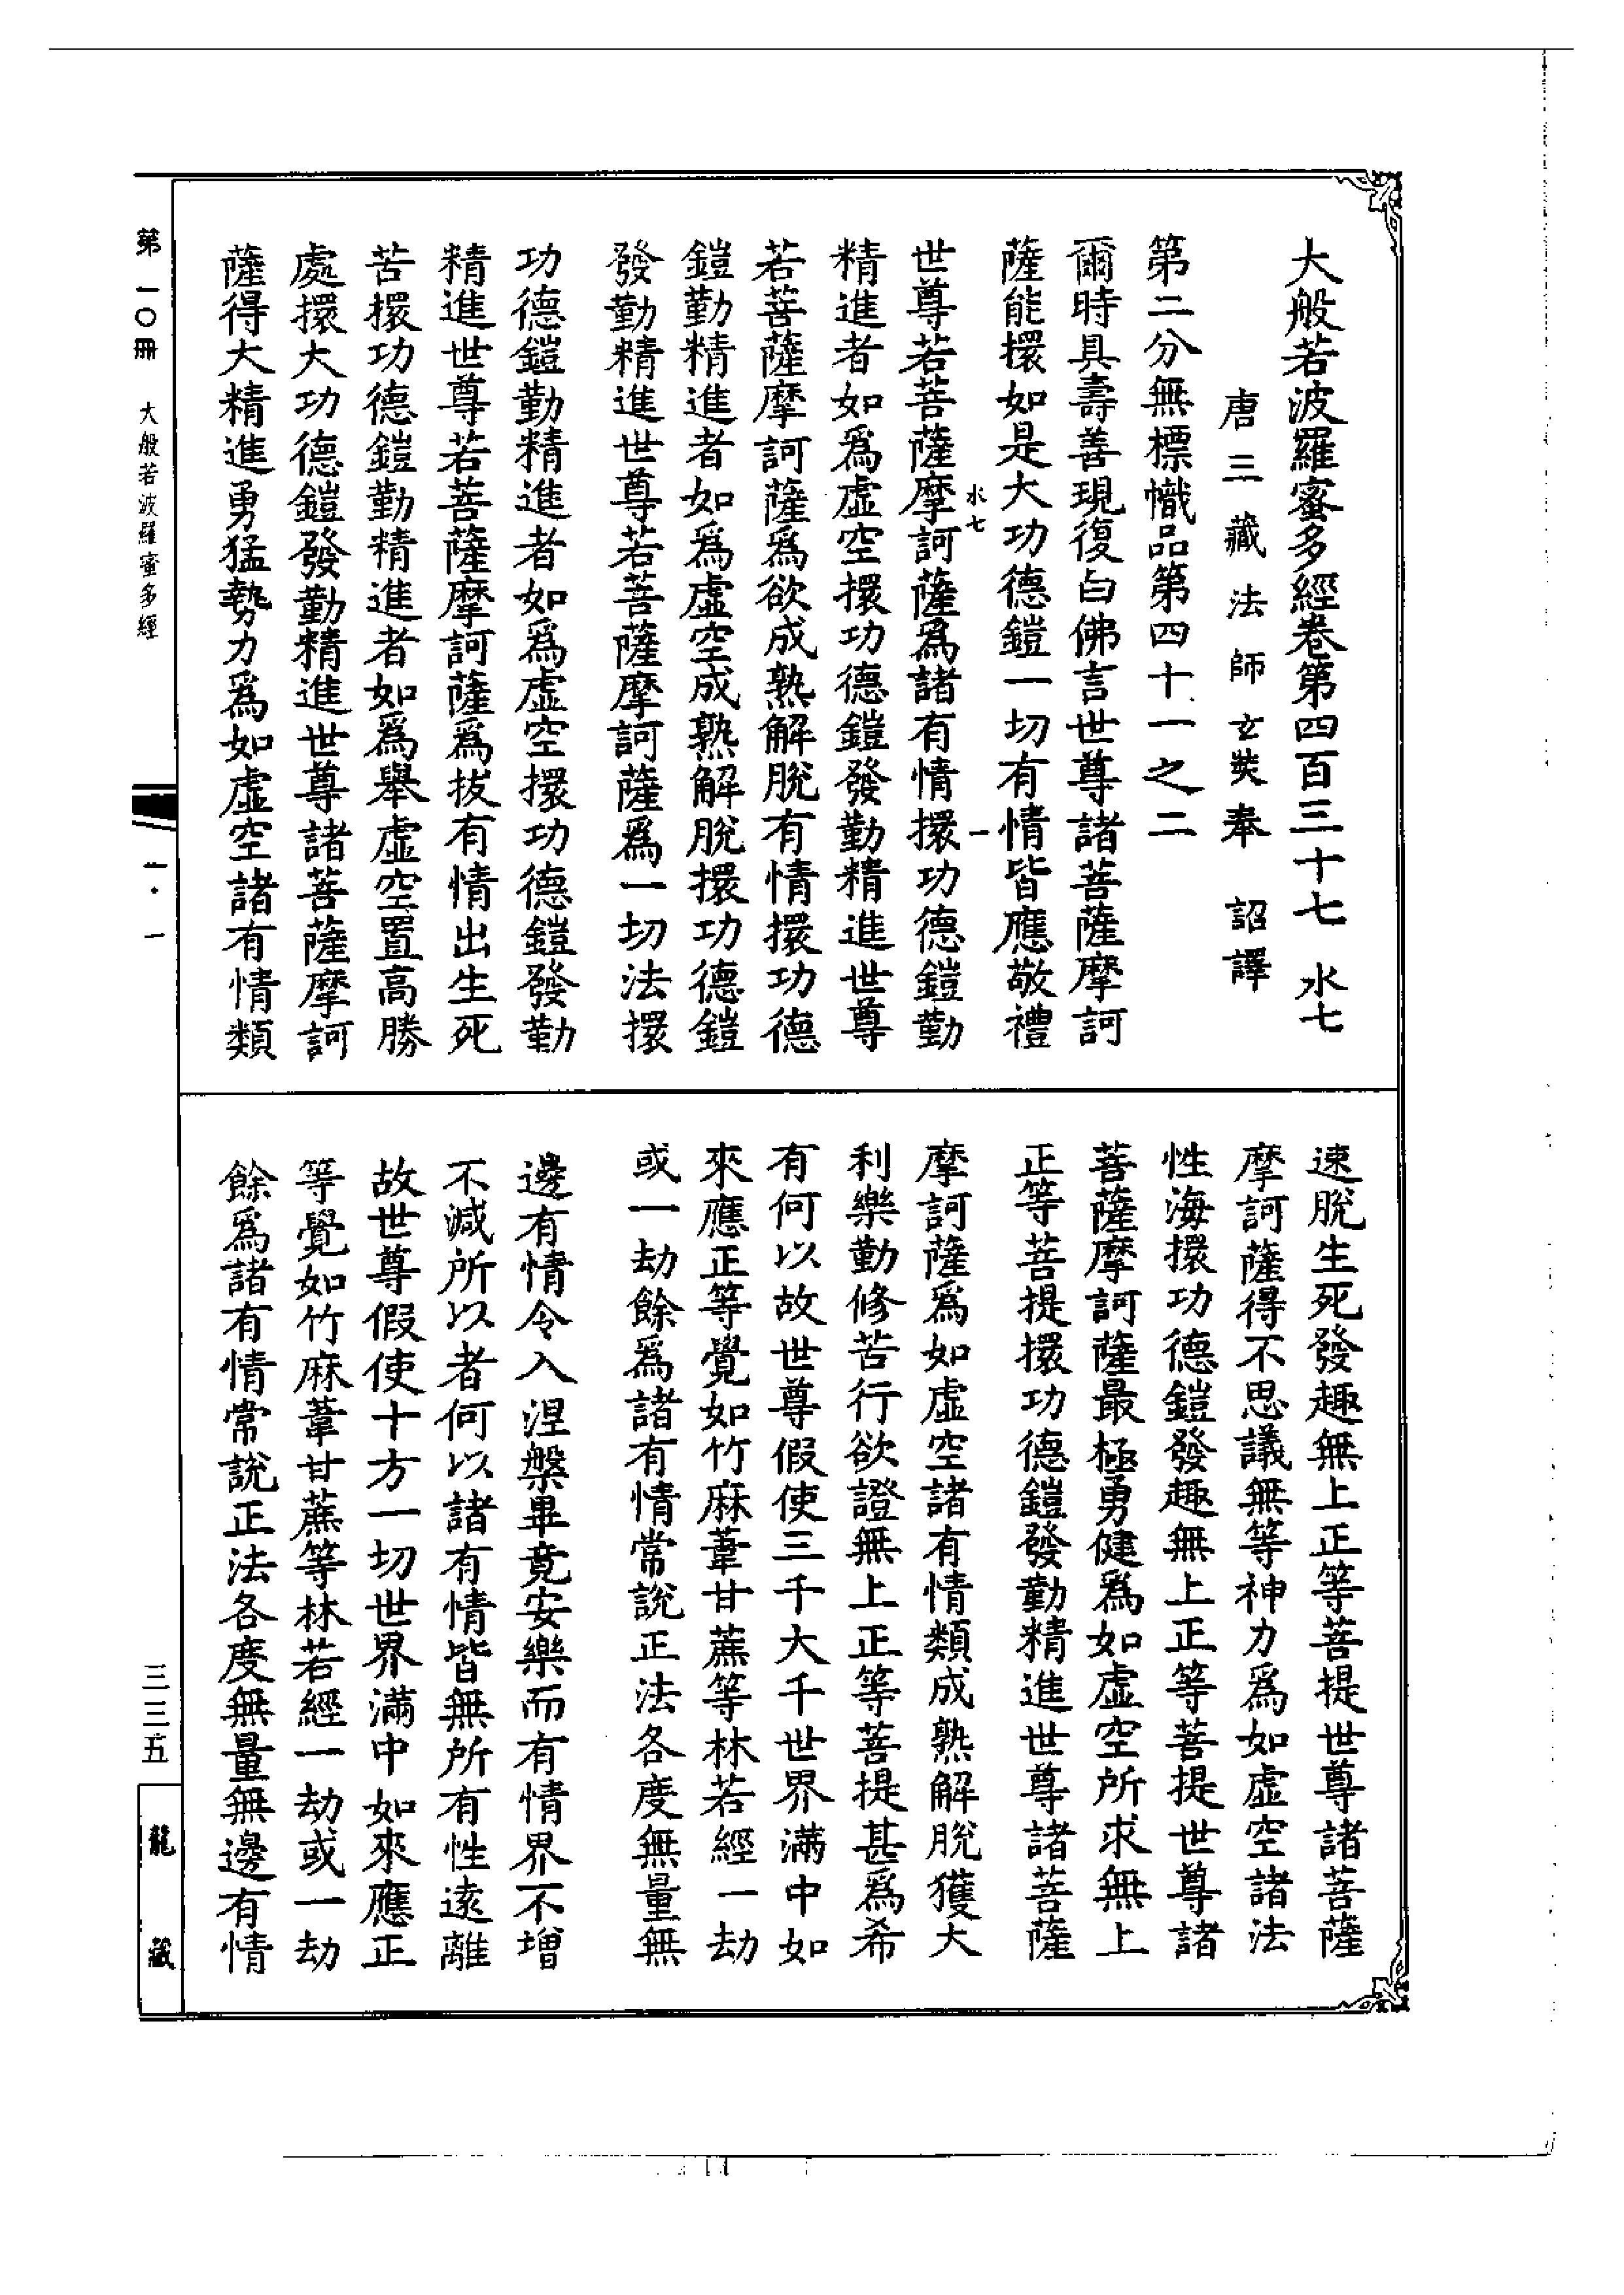 大般若波羅蜜多經卷第四百三十七 水七
唐三藏法師玄奘奉 詔譯
第二分無標幟品第四十一之二
爾時具壽善現復白佛言世尊諸菩薩摩訶
薩能擐如是大功德鎧一切有情皆應敬禮
水七 一
世尊若菩薩摩訶薩爲諸有情擐功德鎧勤
精進者如爲虛空擐功德鎧發勤精進世尊
若菩薩摩訶薩爲欲成熟解脫有情擐功德
鎧勤精進者如爲虛空成熟解脫擐功德鎧
發勤精進世尊若菩薩摩訶薩爲一切法擐
功德鎧勤精進者如爲虛空擐功德鎧發勤
精進世尊若菩薩摩訶薩爲拔有情出生死
苦擐功德鎧勤精進者如爲舉虛空置高勝
處擐大功德鎧發勤精進世尊諸菩薩摩訶
薩得大精進勇猛勢力爲如虛空諸有情類
速脫生死發趣無上正等菩提世尊諸菩薩
摩訶薩得不思議無等神力爲如虛空諸法
性海擐功德鎧發趣無上正等菩提世尊諸
菩薩摩訶薩最極勇健爲如虛空所求無上
正等菩提擐功德鎧發勤精進世尊諸菩薩
摩訶薩爲如虛空諸有情類成熟解脫獲大
利樂勤修苦行欲證無上正等菩提甚爲希
有何以故世尊假使三千大千世界滿中如
來應正等覺如竹麻葦甘蔗等林若經一劫
或一劫餘爲諸有情常說正法各度無量無
邊有情令入涅槃畢竟安樂而有情界不增
不減所以者何以諸有情皆無所有性遠離
故世尊假使十方一切世界滿中如來應正
等覺如竹麻葦甘蔗等林若經一劫或一劫
餘爲諸有情常說正法各度無量無邊有情
第一〇冊 大般若波羅蜜多經
一·一
三三五
龍藏